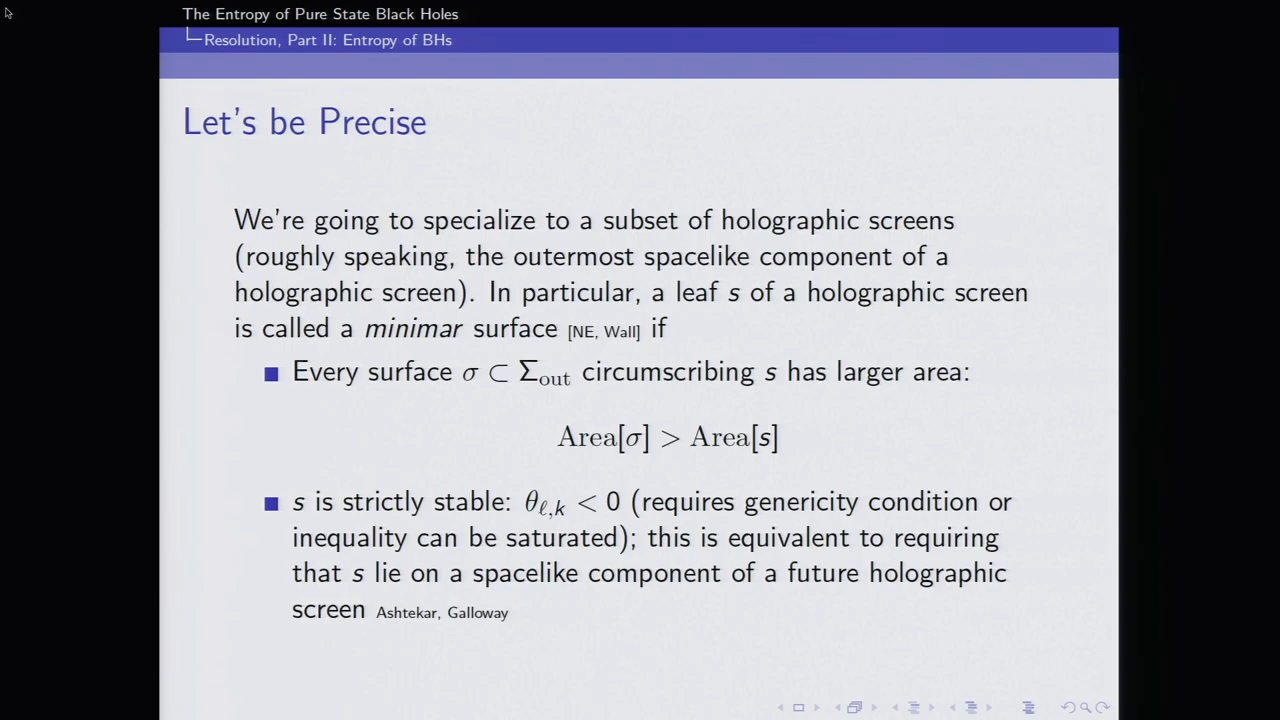 The Entropy of Pure State Black Holes
Resolution, Part II: Entropy of BHs
Let's be Precise
We're going to specialize to a subset of holographic screens
(roughly speaking, the outermost spacelike component of a
holographic screen). In particular, a leaf s of a holographic screen
is called a minimar surface [NE, Wall] if
Every surface σ ⊂ Σout circumscribing s has larger area:
Area[σ] > Area[s]
s is strictly stable: θℓ,k < 0 (requires genericity condition or
inequality can be saturated); this is equivalent to requiring
that s lie on a spacelike component of a future holographic
screen Ashtekar, Galloway